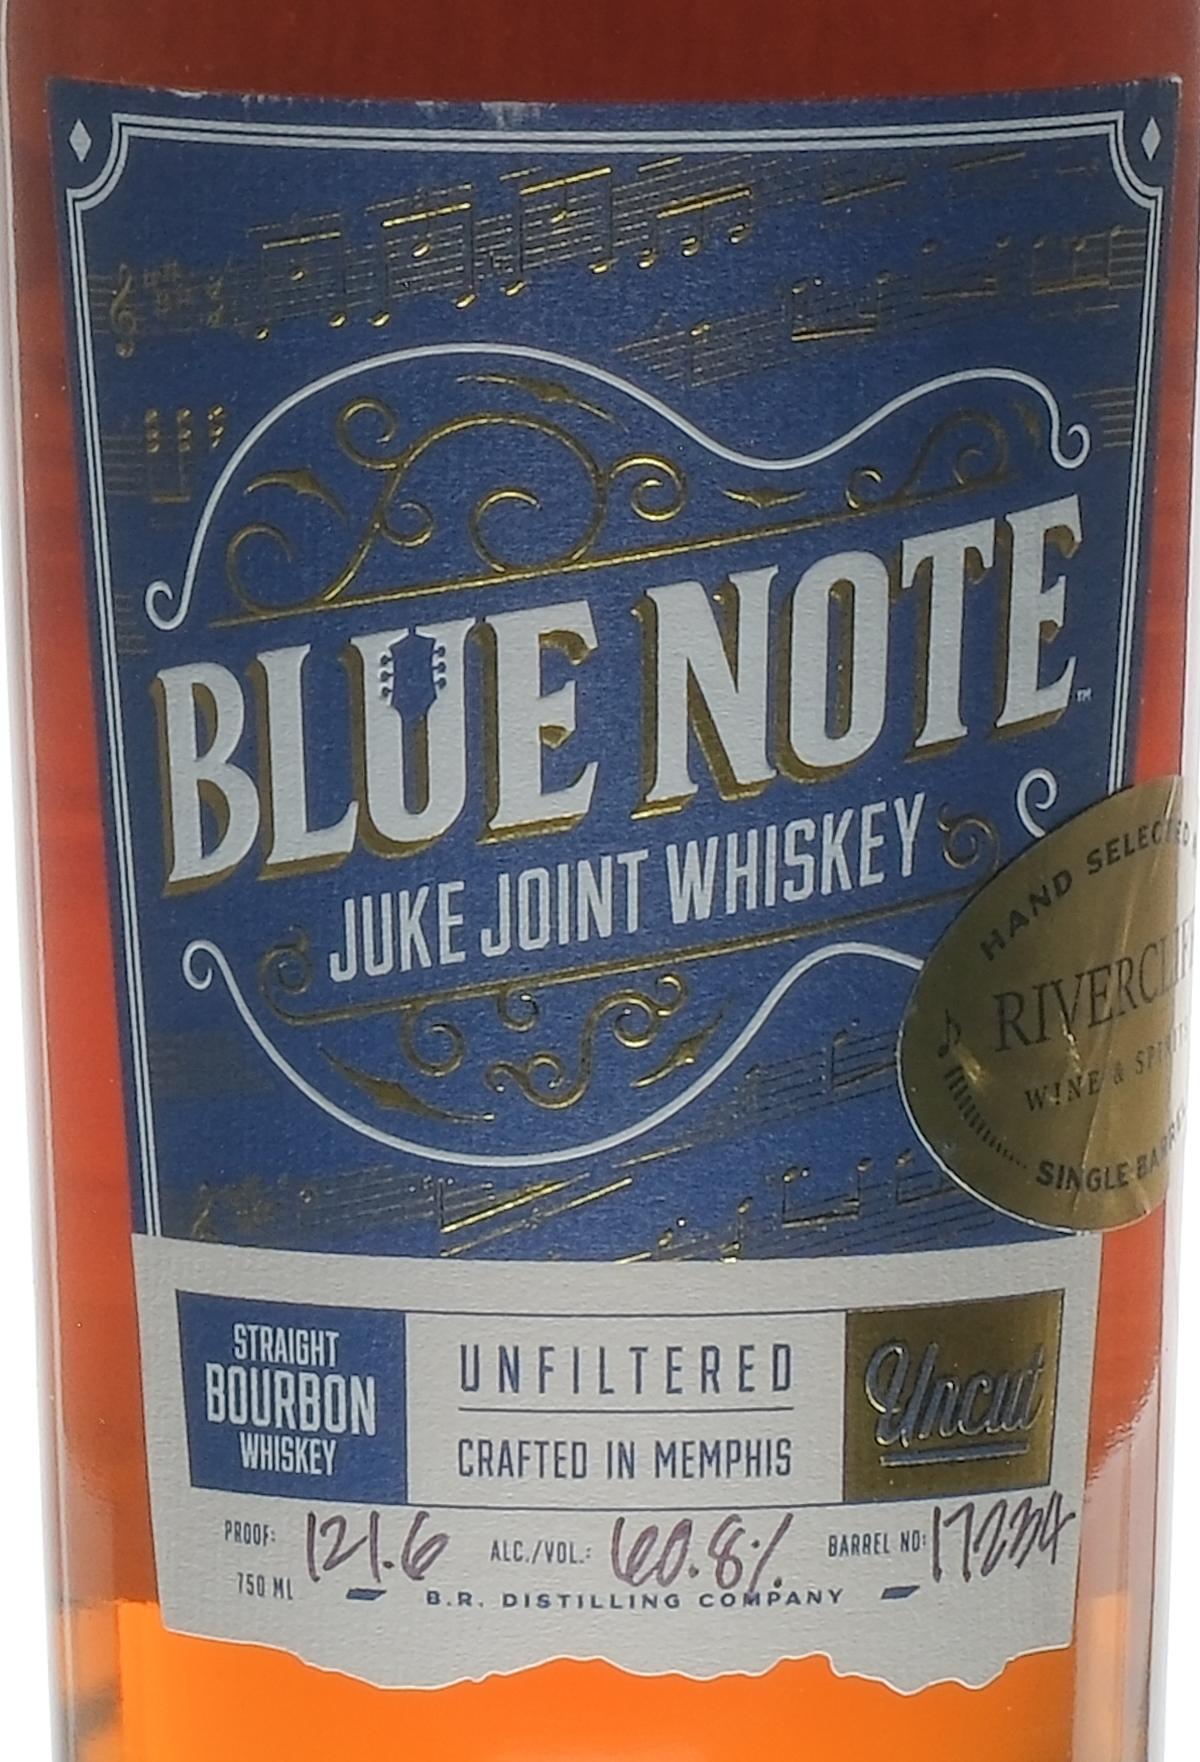 BLUE NOTE™
JUKE JOINT WHISKEY
HAND SELECTED
RIVERCLIFF
WINE & SPIRITS
SINGLE BARREL
STRAIGHT
BOURBON
WHISKEY
UNFILTERED
CRAFTED IN MEMPHIS
Uncut
PROOF: 121.6 ALC./VOL.: 60.8% BARREL NO: 17234
750 ML B.R. DISTILLING COMPANY